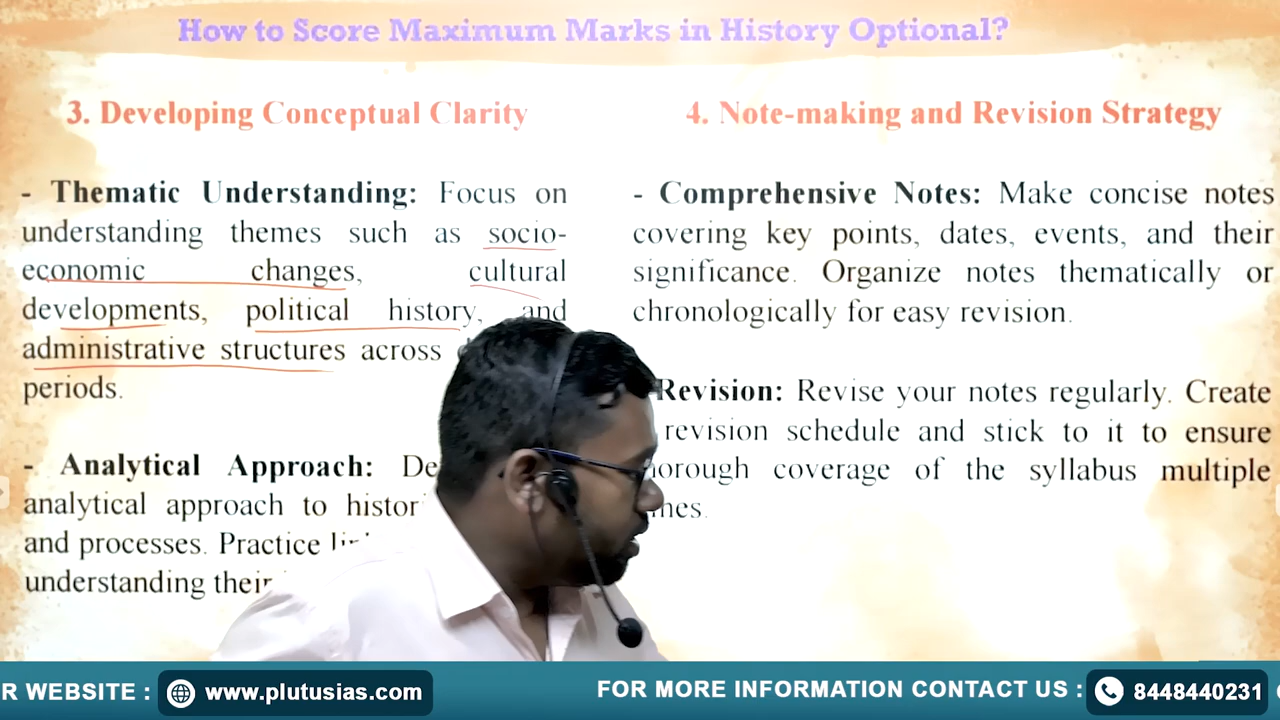 How to Score Maximum Marks in History Optional?
3. Developing Conceptual Clarity
- Thematic Understanding: Focus on
understanding themes such as socio-
economic changes, cultural
developments, political history, and
administrative structures across
periods.
- Analytical Approach:
analytical approach to
and processes. Practice
understanding their
4. Note-making and Revision Strategy
- Comprehensive Notes: Make concise notes
covering key points, dates, events, and their
significance. Organize notes thematically or
chronologically for easy revision.
Revision: Revise your notes regularly. Create
revision schedule and stick to it to ensure
coverage of the syllabus multiple
R WEBSITE : www.plutusias.com
FOR MORE INFORMATION CONTACT US : 8448440231